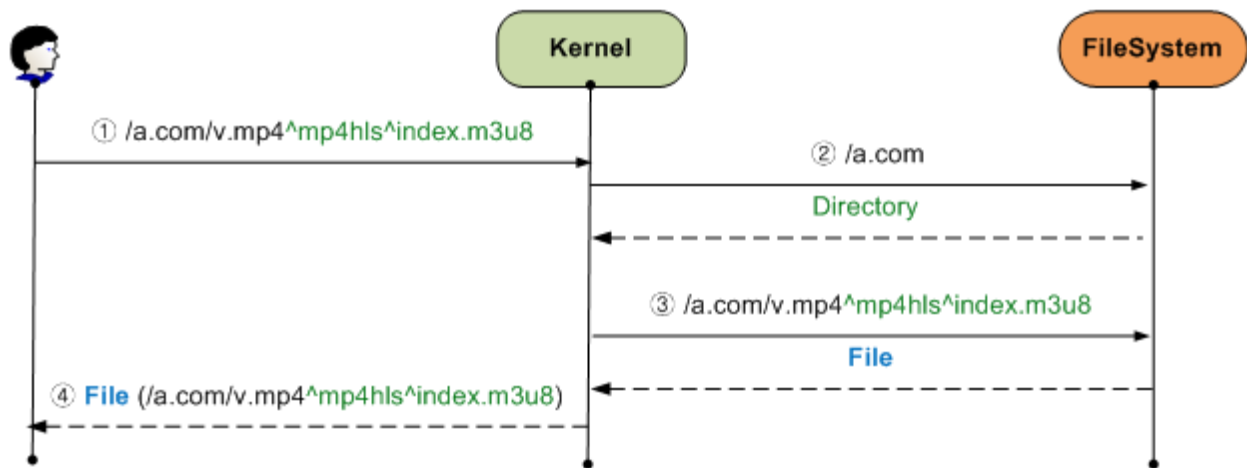 Kernel
FileSystem
① /a.com/v.mp4^mp4hls^index.m3u8
② /a.com
Directory
③ /a.com/v.mp4^mp4hls^index.m3u8
File
④ File (/a.com/v.mp4^mp4hls^index.m3u8)